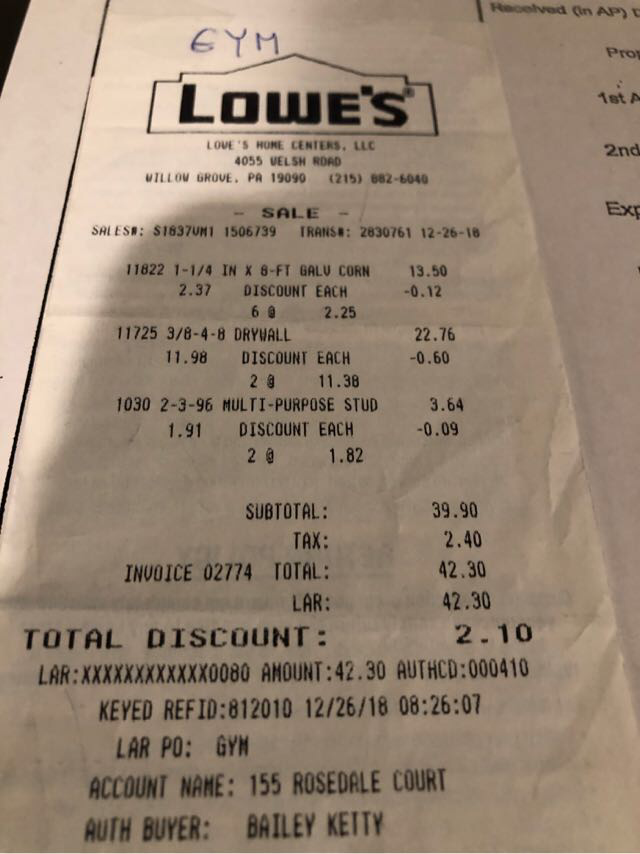 Received (in AP) D
GYM
LOWE'S®
LOWE'S HOME CENTERS, LLC
4055 WELSH ROAD
WILLOW GROVE, PA 19090 (215) 882-6040
- SALE -
SALES#: S1837VM1 1506739 TRANS#: 2830761 12-26-18
11822 1-1/4 IN X 8-FT GALV CORN 13.50
2.37 DISCOUNT EACH -0.12
6 @ 2.25
11725 3/8-4-8 DRYWALL 22.76
11.98 DISCOUNT EACH -0.60
2 @ 11.38
1030 2-3-96 MULTI-PURPOSE STUD 3.64
1.91 DISCOUNT EACH -0.09
2 @ 1.82
SUBTOTAL: 39.90
TAX: 2.40
INVOICE 02774 TOTAL: 42.30
LAR: 42.30
TOTAL DISCOUNT: 2.10
LAR:XXXXXXXXXXXX0080 AMOUNT:42.30 AUTHCD:000410
KEYED REFID:812010 12/26/18 08:26:07
LAR PO: GYM
ACCOUNT NAME: 155 ROSEDALE COURT
AUTH BUYER: BAILEY KETTY
Pro
1st A
2nd
Exp